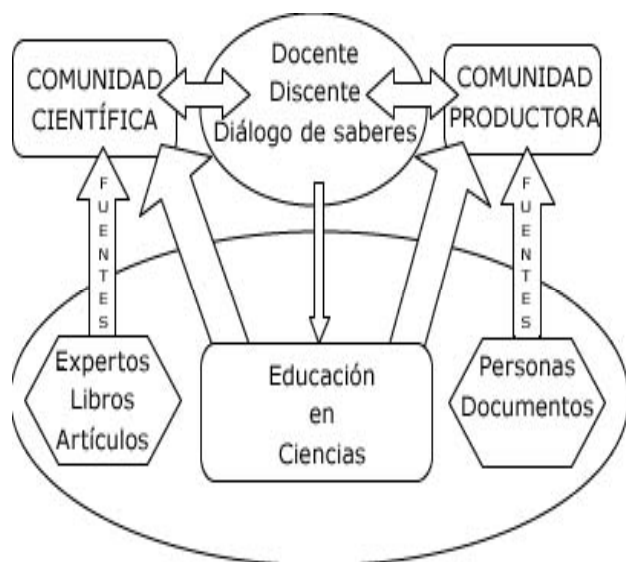 COMUNIDAD
CIENTÍFICA
Docente
Discente
Diálogo de saberes
COMUNIDAD
PRODUCTORA
FUENTES
FUENTES
Expertos
Libros
Artículos
Educación
en
Ciencias
Personas
Documentos